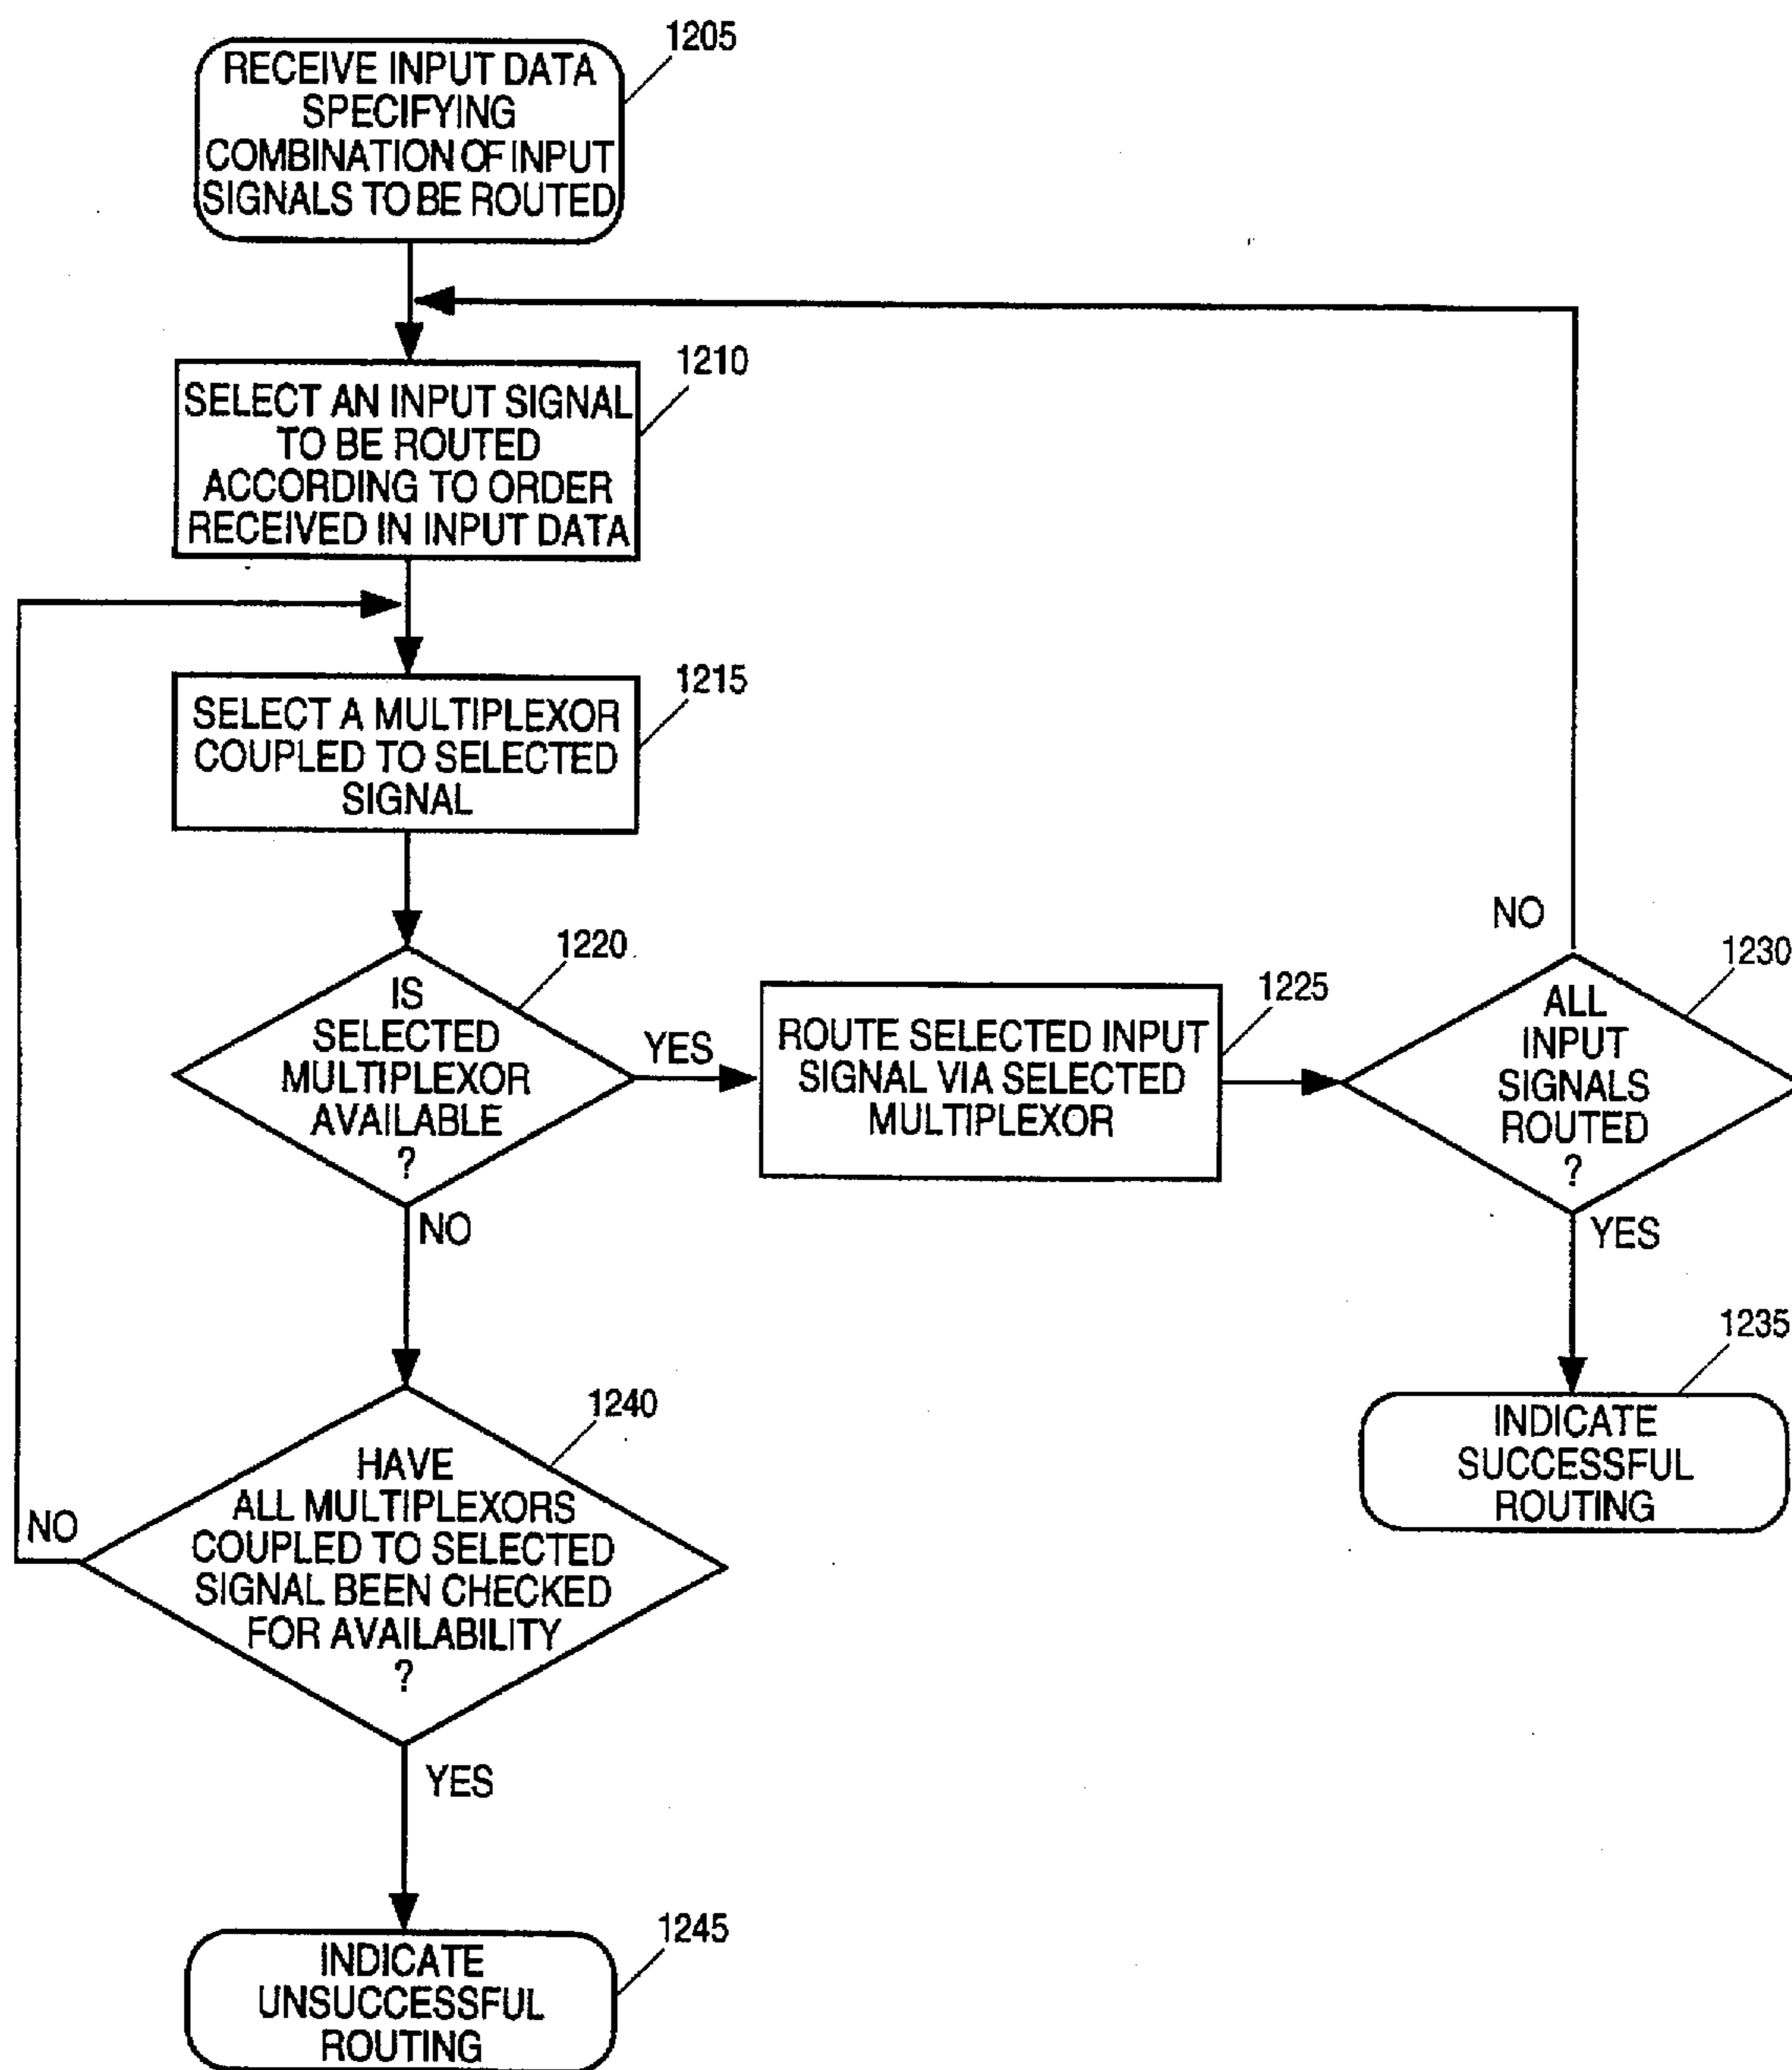 1205
RECEIVE INPUT DATA
SPECIFYING
COMBINATION OF INPUT
SIGNALS TO BE ROUTED
1210
SELECT AN INPUT SIGNAL
TO BE ROUTED
ACCORDING TO ORDER
RECEIVED IN INPUT DATA
1215
SELECT A MULTIPLEXOR
COUPLED TO SELECTED
SIGNAL
1220
IS
SELECTED
MULTIPLEXOR
AVAILABLE
?
YES
NO
1225
ROUTE SELECTED INPUT
SIGNAL VIA SELECTED
MULTIPLEXOR
NO
1230
ALL
INPUT
SIGNALS
ROUTED
?
YES
1235
INDICATE
SUCCESSFUL
ROUTING
1240
HAVE
ALL MULTIPLEXORS
COUPLED TO SELECTED
SIGNAL BEEN CHECKED
FOR AVAILABILITY
?
NO
YES
1245
INDICATE
UNSUCCESSFUL
ROUTING